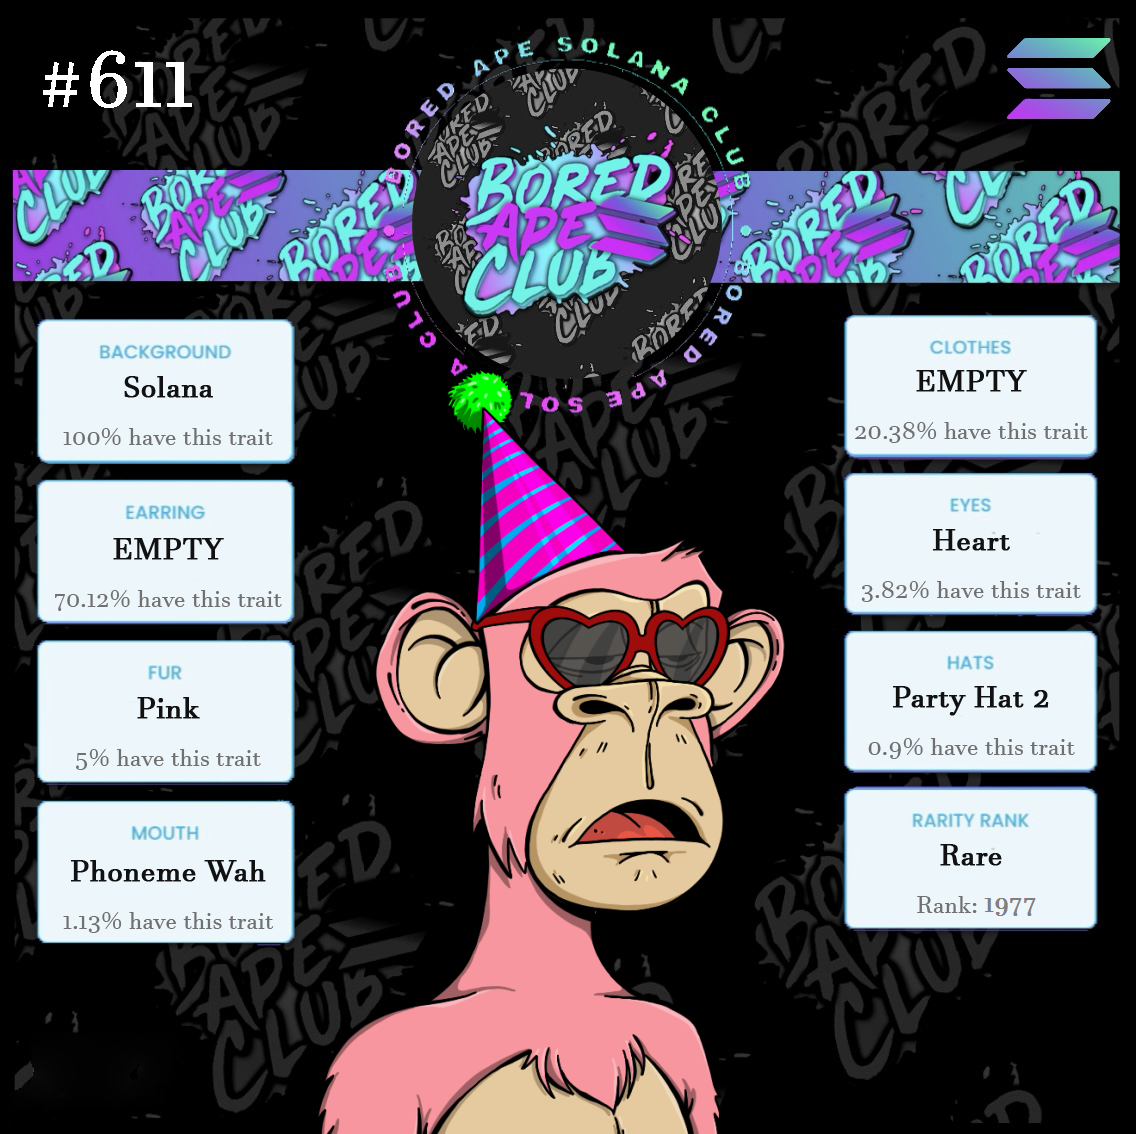 #611
BORED APE SOLANA CLUB
BORED
APE
CLUB
BORED APE SOL A CLUB
BACKGROUND
Solana
100% have this trait
EARRING
EMPTY
70.12% have this trait
FUR
Pink
5% have this trait
MOUTH
Phoneme Wah
1.13% have this trait
CLOTHES
EMPTY
20.38% have this trait
EYES
Heart
3.82% have this trait
HATS
Party Hat 2
0.9% have this trait
RARITY RANK
Rare
Rank: 1977